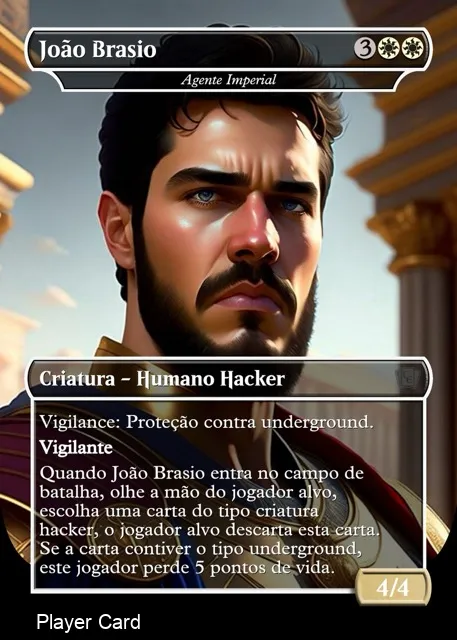 João Brasio
3
Agente Imperial
Criatura – Humano Hacker
Vigilance: Proteção contra underground.
Vigilante
Quando João Brasio entra no campo de
batalha, olhe a mão do jogador alvo,
escolha uma carta do tipo criatura
hacker, o jogador alvo descarta esta carta.
Se a carta contiver o tipo underground,
este jogador perde 5 pontos de vida.
4/4
Player Card